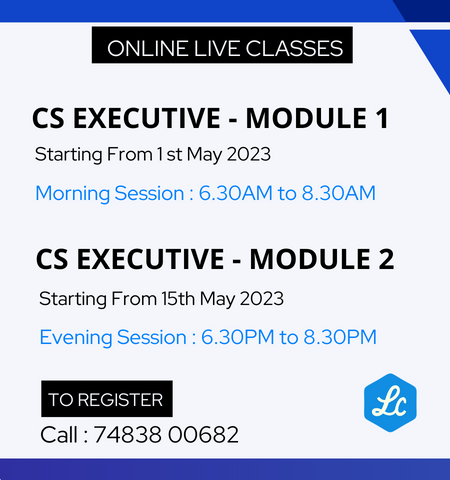 ONLINE LIVE CLASSES
CS EXECUTIVE - MODULE 1
Starting From 1 st May 2023
Morning Session : 6.30AM to 8.30AM
CS EXECUTIVE - MODULE 2
Starting From 15th May 2023
Evening Session : 6.30PM to 8.30PM
TO REGISTER
Lc
Call : 74838 00682